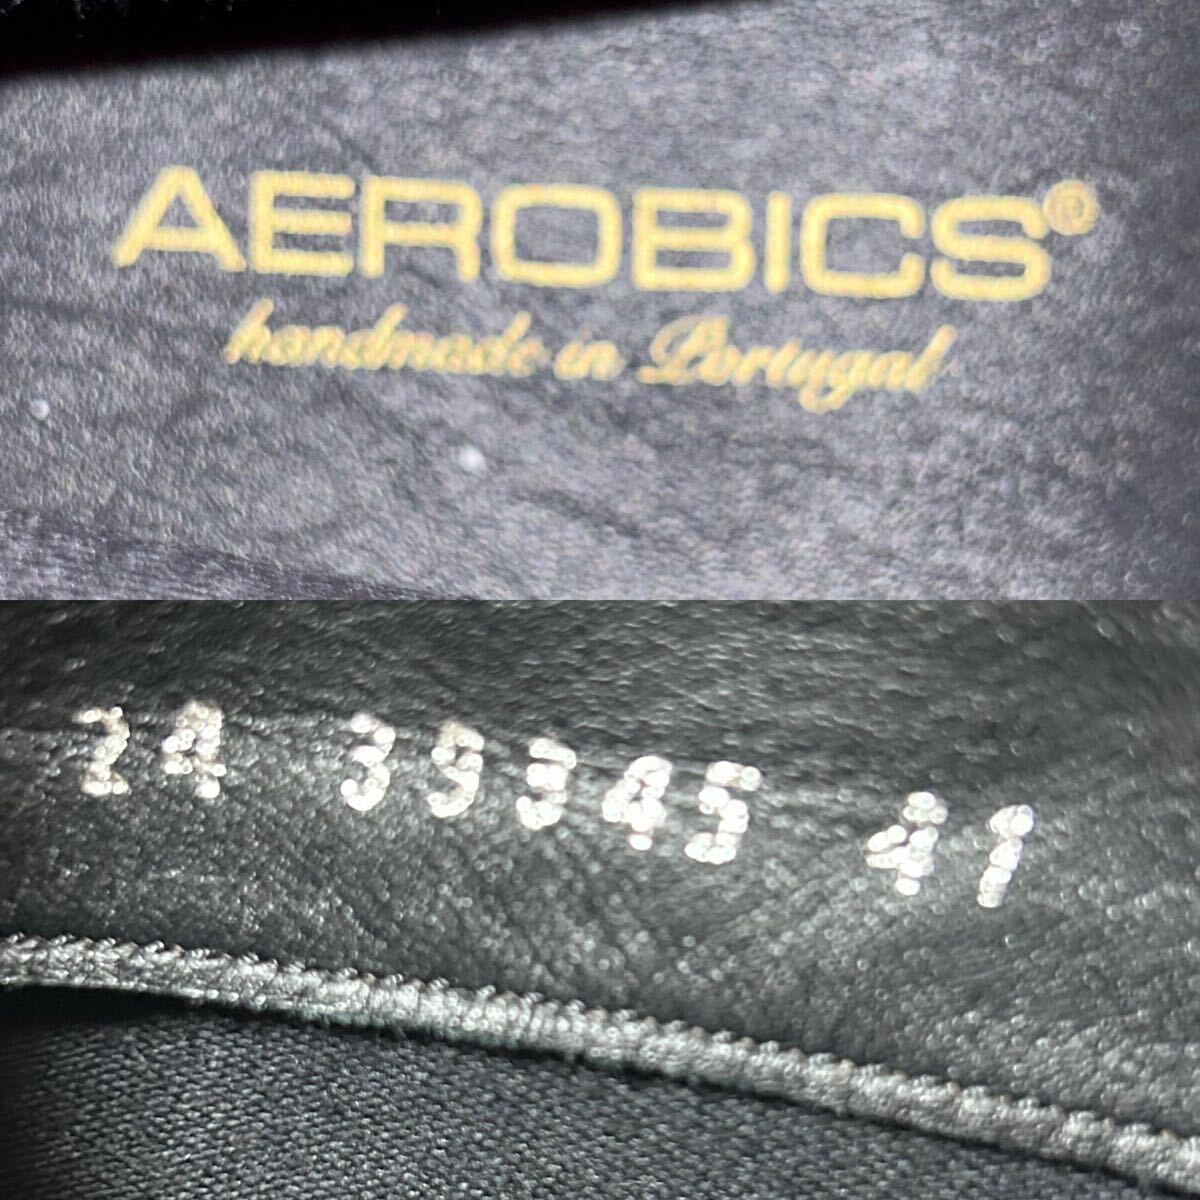 AEROBICS®
handmade in Portugal
24 39345 41